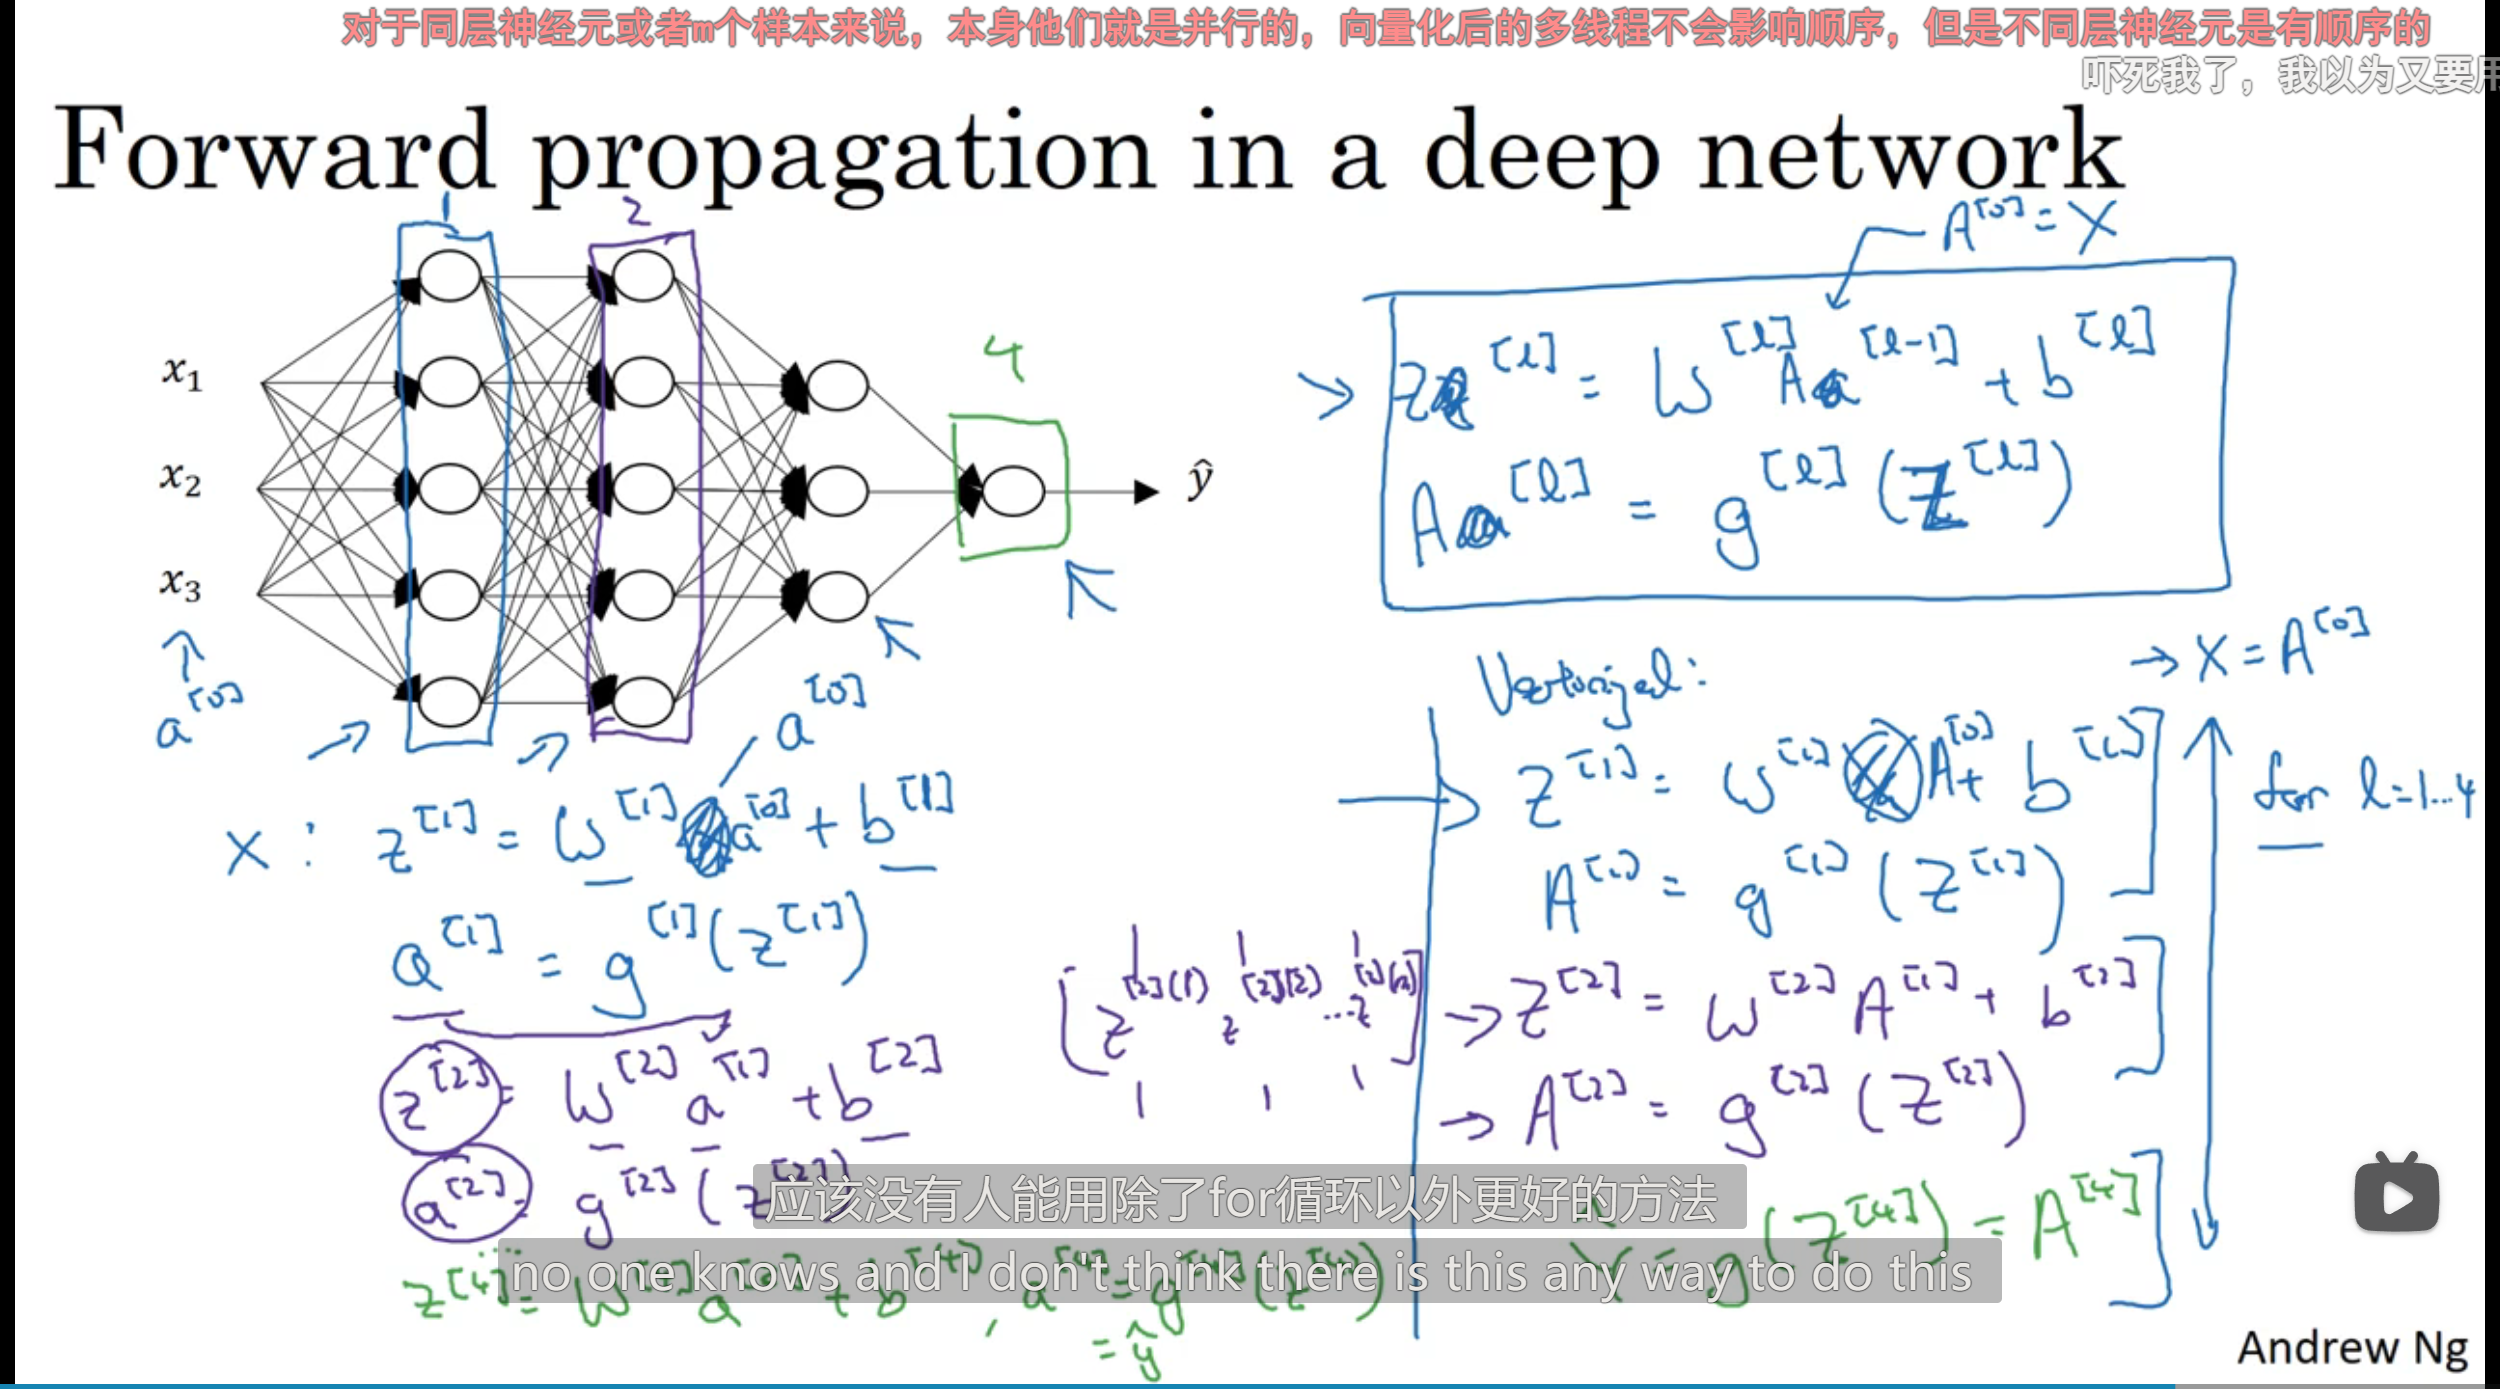 对于同层神经元或者m个样本来说，本身他们就是并行的，向量化后的多线程不会影响顺序，但是不同层神经元是有顺序的
吓死我了，我以为又要用
Forward propagation in a deep network
1
2
4
x₁
x₂
x₃
ŷ
a^[0]
a^[0]
X : z^[1] = W^[1] a^[0] + b^[1]
a^[1] = g^[1](z^[1])
z^[2] = W^[2] a^[1] + b^[2]
a^[2] = g^[2](z^[2])
z^[4] = W^[4] a^[3] + b^[4], a^[4] = g^[4](z^[4])
= ŷ
A^[0] = X
→ Z^[l] = W^[l] A^[l-1] + b^[l]
A^[l] = g^[l](Z^[l])
Vectorized:
→ X = A^[0]
Z^[1] = W^[1] A^[0] + b^[1]
for l=1...4
A^[1] = g^[1](Z^[1])
[z^[2](1) z^[2](2) ... z^[2](m)]
→ Z^[2] = W^[2] A^[1] + b^[2]
→ A^[2] = g^[2](Z^[2])
Ŷ = g(Z^[4]) = A^[4]
应该没有人能用除了for循环以外更好的方法
no one knows and I don't think there is this any way to do this
Andrew Ng